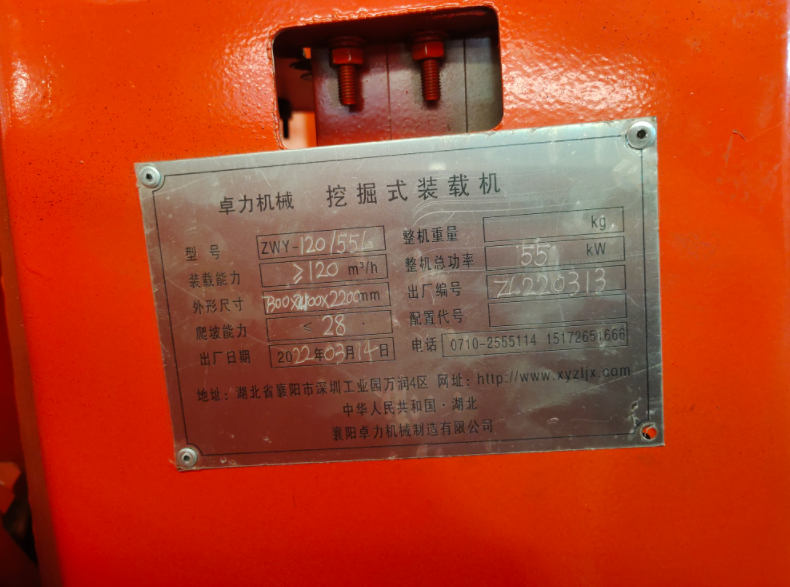 卓力机械 挖掘式装载机
型号 ZWY-120/55L 整机重量 kg
装载能力 ≥120 m³/h 整机总功率 55 kW
外形尺寸 mm 出厂编号 ZL220313
爬坡能力 < 28 ° 配置代号
出厂日期 2022年03月14日 电话 0710-2555114 15172651666
地址：湖北省襄阳市深圳工业园万润4区 网址：http://www.xyzljx.com
中华人民共和国·湖北
襄阳卓力机械制造有限公司